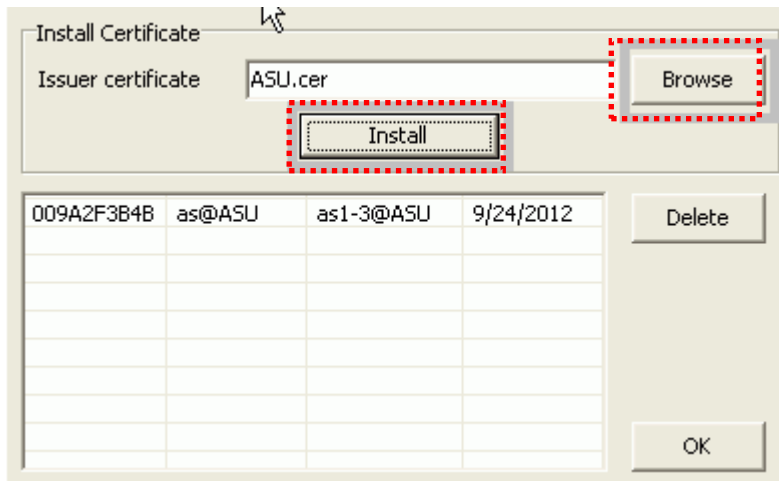 Install Certificate
Issuer certificate ASU.cer Browse
Install
009A2F3B4B as@ASU as1-3@ASU 9/24/2012 Delete
OK